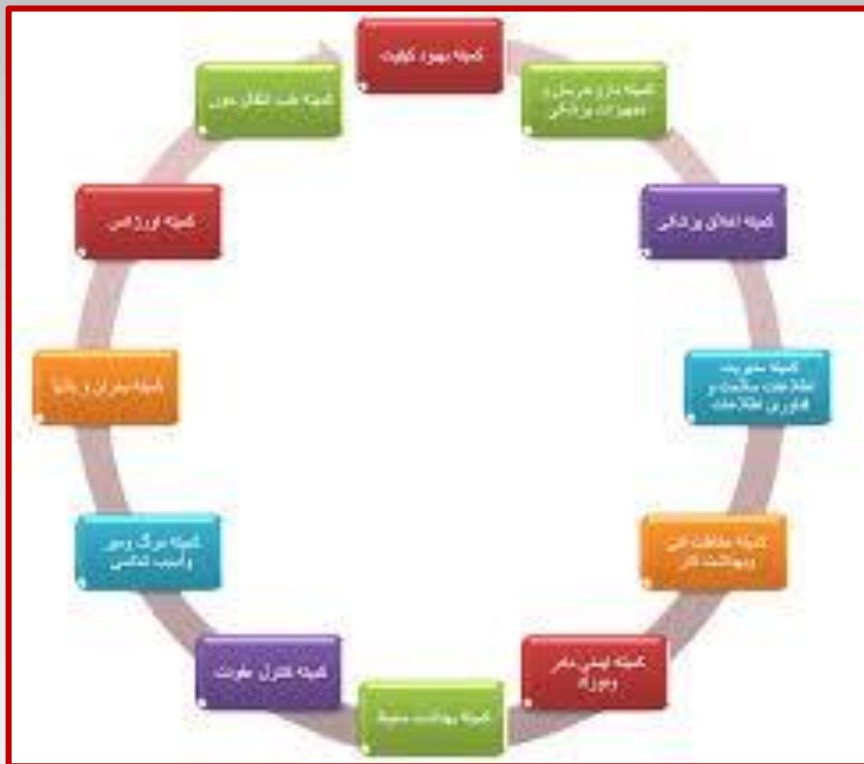 کمیته بهبود کیفیت
کمیته دارو درمان و
تجهیزات پزشکی
کمیته اخلاق پزشکی
کمیته مدیریت
اطلاعات سلامت و
فناوری اطلاعات
کمیته حفاظت فنی
وبهداشت کار
کمیته ایمنی مادر
ونوزاد
کمیته بهداشت محیط
کمیته کنترل عفونت
کمیته مرگ ومیر
وآسیب شناسی
کمیته بحران و بلایا
کمیته اورژانس
کمیته طب انتقال خون